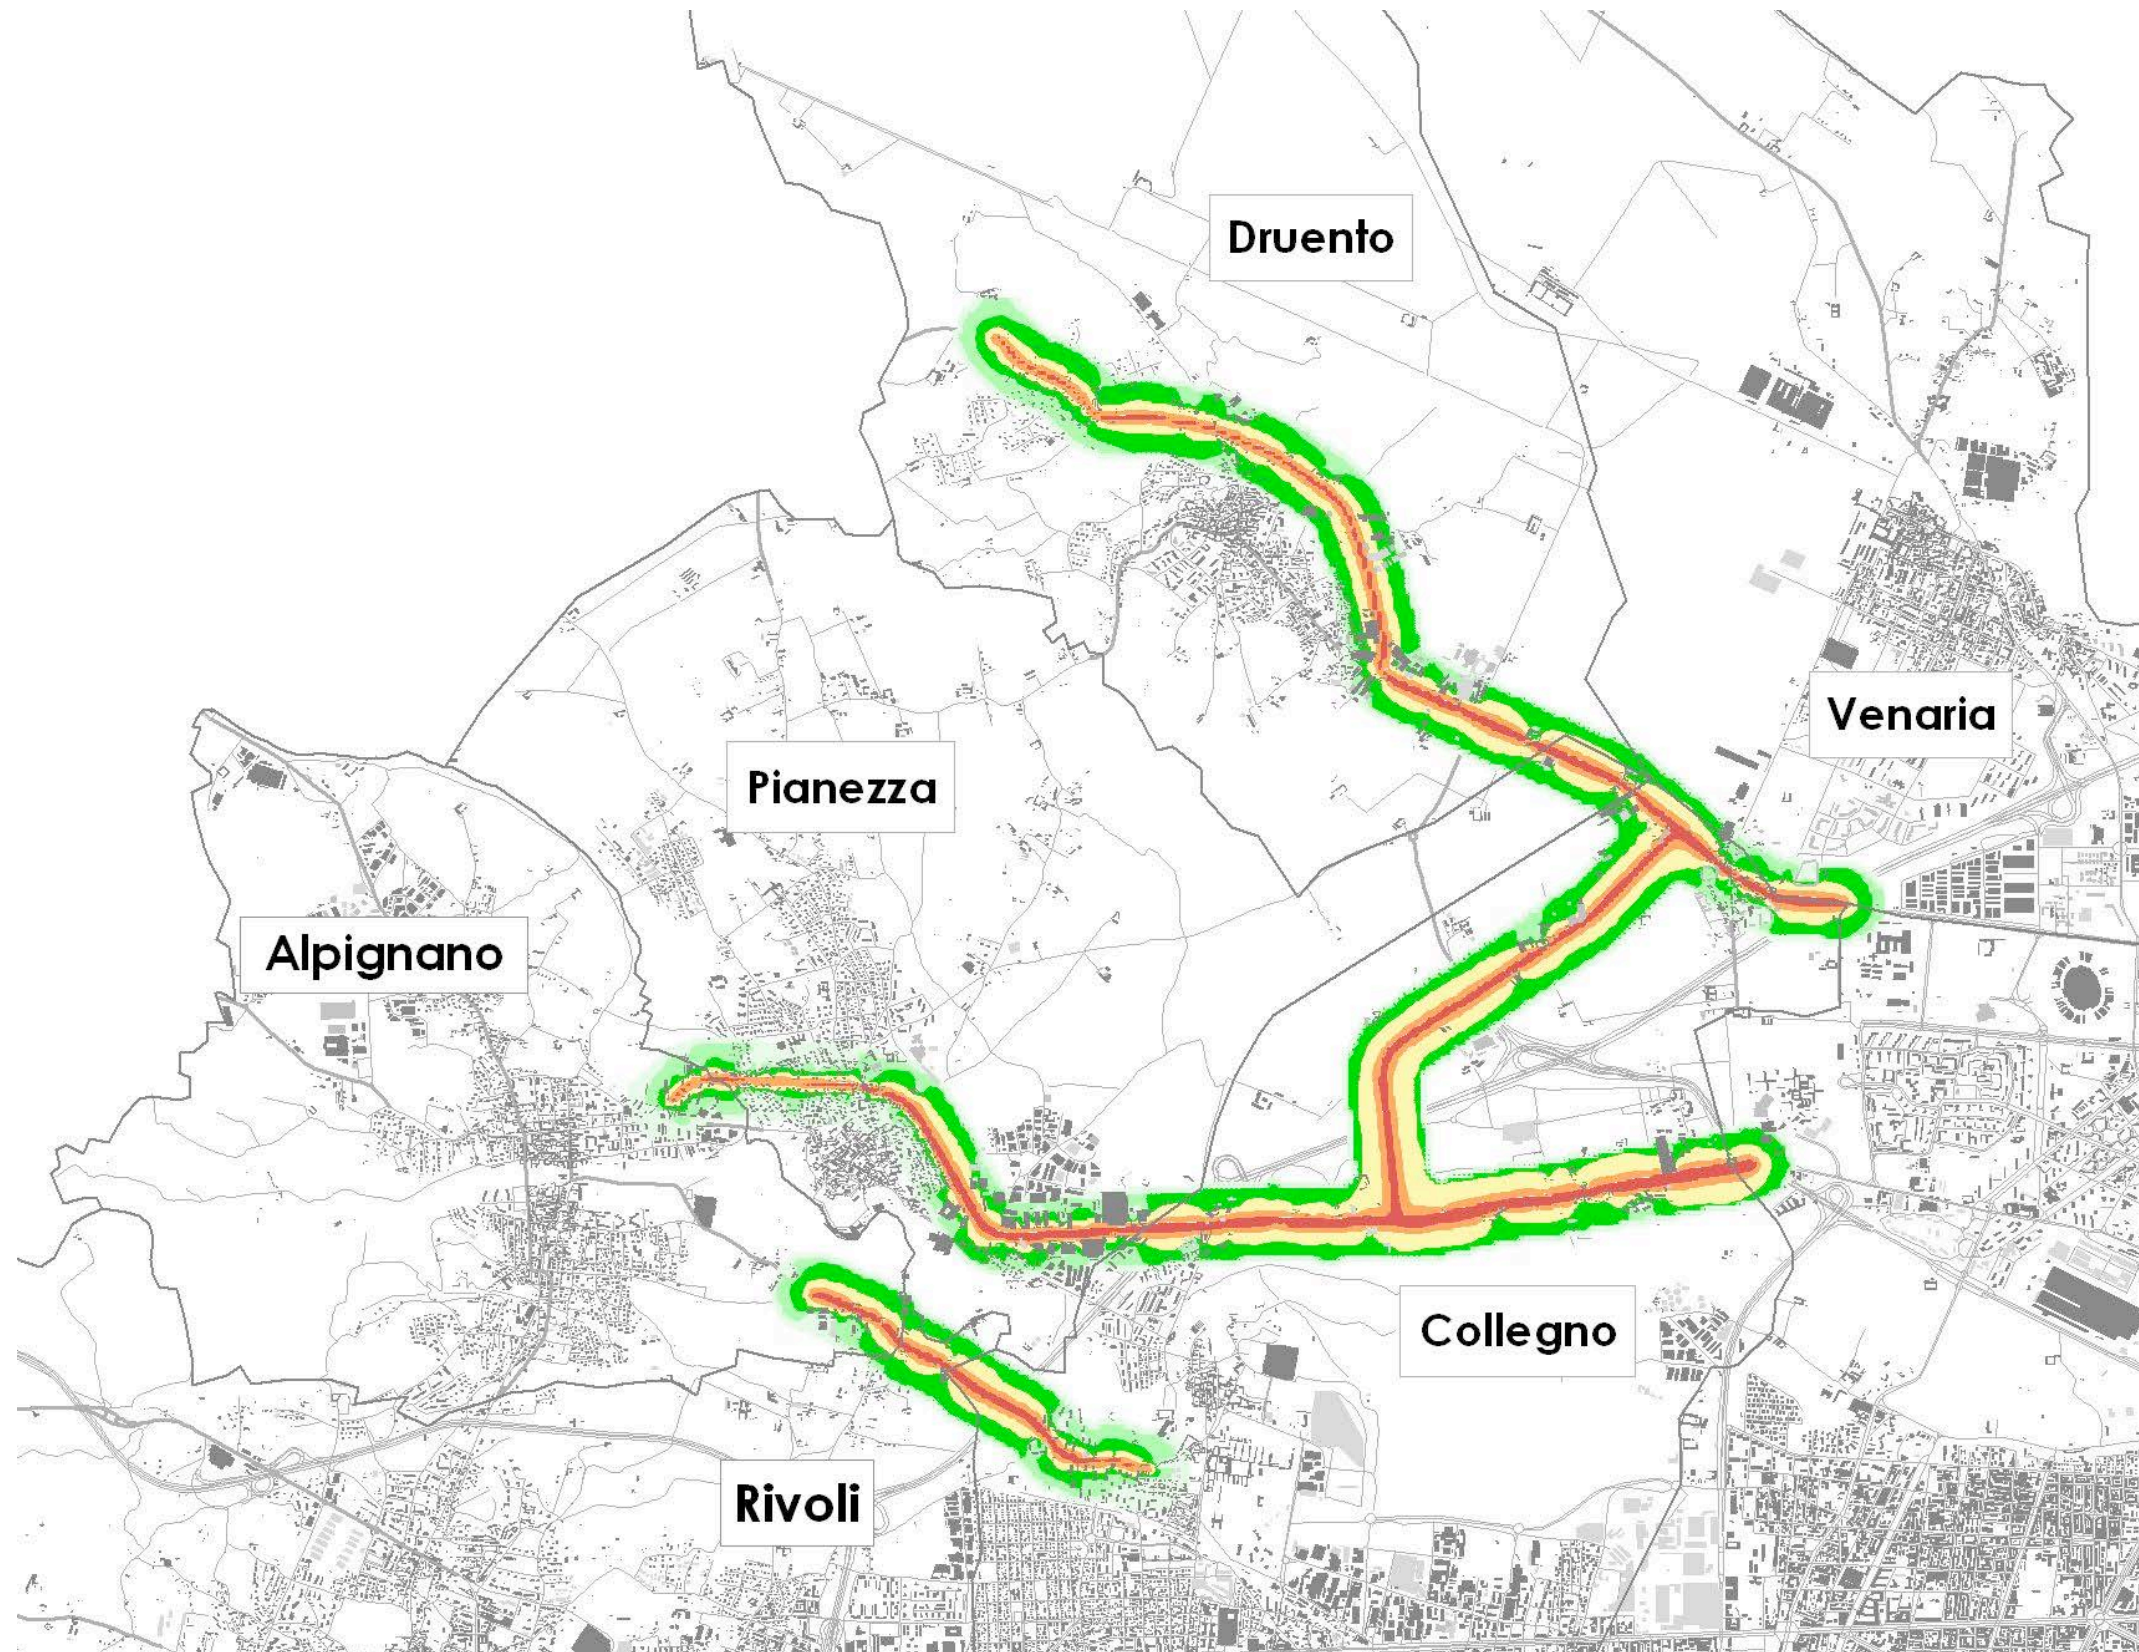 Druento
Venaria
Pianezza
Alpignano
Collegno
Rivoli